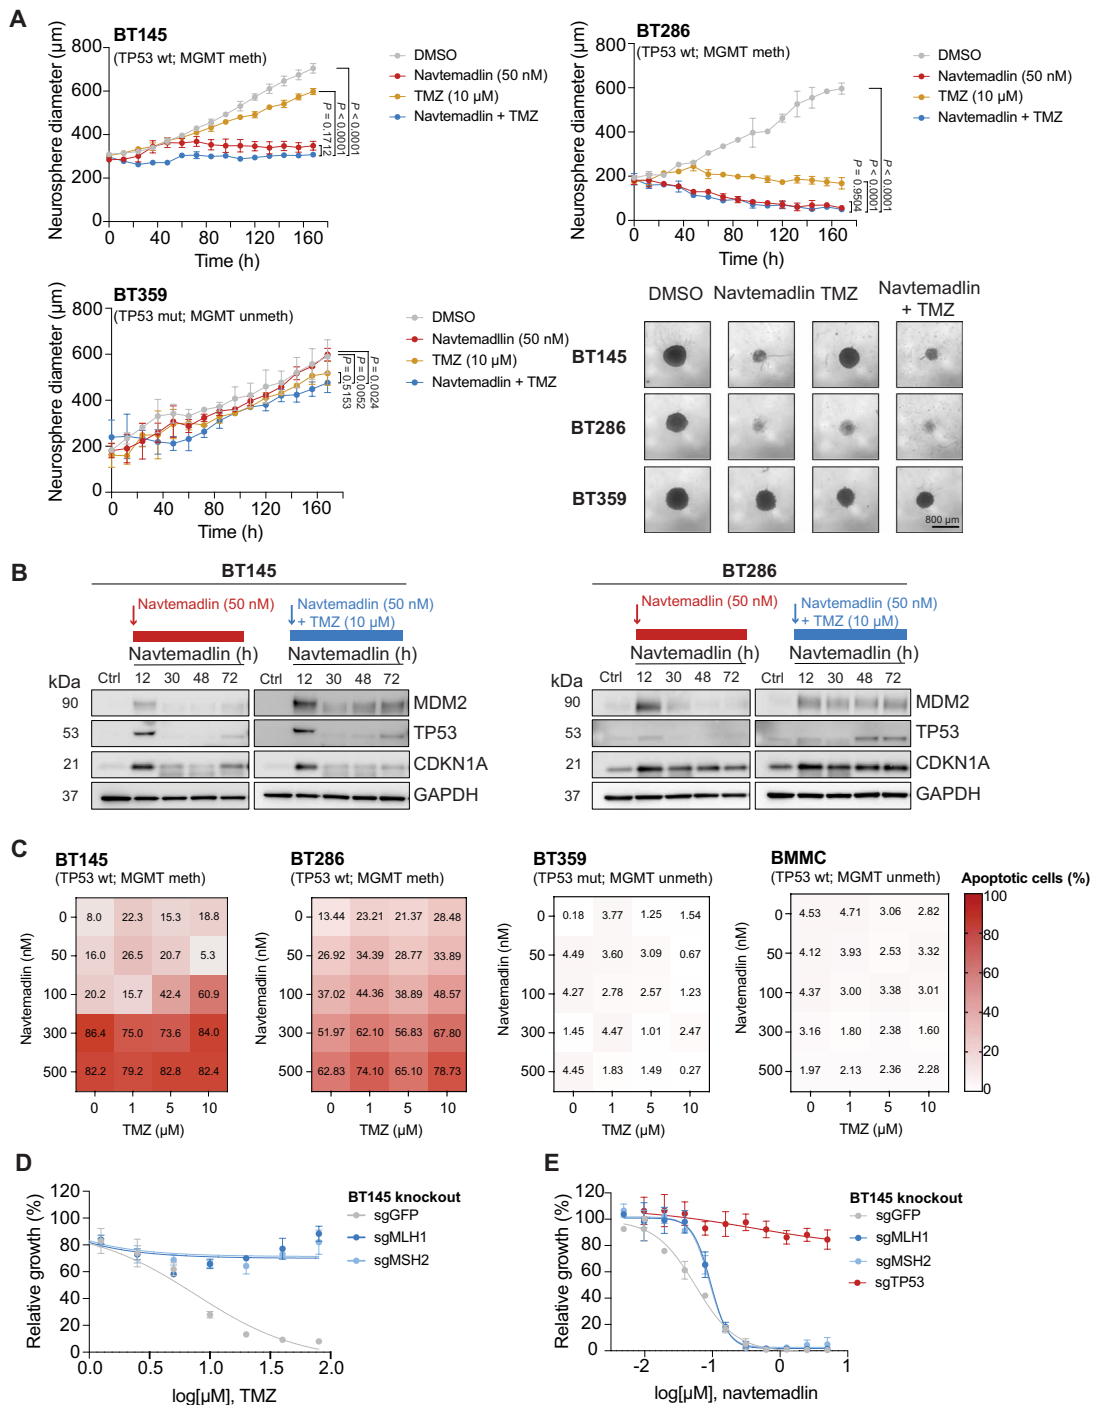 A
BT145
(TP53 wt; MGMT meth)
Neurosphere diameter (µm)
800
600
400
200
0
0 40 80 120 160
Time (h)
DMSO
Navtemadlin (50 nM)
TMZ (10 µM)
Navtemadlin + TMZ
P = 0.1712
P < 0.0001
P < 0.0001
BT286
(TP53 wt; MGMT meth)
Neurosphere diameter (µm)
800
600
400
200
0
0 40 80 120 160
Time (h)
DMSO
Navtemadlin (50 nM)
TMZ (10 µM)
Navtemadlin + TMZ
P = 0.9504
P < 0.0001
P < 0.0001
BT359
(TP53 mut; MGMT unmeth)
Neurosphere diameter (µm)
800
600
400
200
0
0 40 80 120 160
Time (h)
DMSO
Navtemadllin (50 nM)
TMZ (10 µM)
Navtemadlin + TMZ
P = 0.5153
P = 0.0052
P = 0.0024
DMSO Navtemadlin TMZ Navtemadlin
+ TMZ
BT145
BT286
BT359
800 µm
B
BT145
Navtemadlin (50 nM)
Navtemadlin (50 nM)
+ TMZ (10 µM)
Navtemadlin (h) Navtemadlin (h)
kDa Ctrl 12 30 48 72 Ctrl 12 30 48 72
90 MDM2
53 TP53
21 CDKN1A
37 GAPDH
BT286
Navtemadlin (50 nM)
Navtemadlin (50 nM)
+ TMZ (10 µM)
Navtemadlin (h) Navtemadlin (h)
kDa Ctrl 12 30 48 72 Ctrl 12 30 48 72
90 MDM2
53 TP53
21 CDKN1A
37 GAPDH
C
BT145
(TP53 wt; MGMT meth)
Navtemadlin (nM)
0 8.0 22.3 15.3 18.8
50 16.0 26.5 20.7 5.3
100 20.2 15.7 42.4 60.9
300 86.4 75.0 73.6 84.0
500 82.2 79.2 82.8 82.4
0 1 5 10
TMZ (µM)
BT286
(TP53 wt; MGMT meth)
Navtemadlin (nM)
0 13.44 23.21 21.37 28.48
50 26.92 34.39 28.77 33.89
100 37.02 44.36 38.89 48.57
300 51.97 62.10 56.83 67.80
500 62.83 74.10 65.10 78.73
0 1 5 10
TMZ (µM)
BT359
(TP53 mut; MGMT unmeth)
Navtemadlin (nM)
0 0.18 3.77 1.25 1.54
50 4.49 3.60 3.09 0.67
100 4.27 2.78 2.57 1.23
300 1.45 4.47 1.01 2.47
500 4.45 1.83 1.49 0.27
0 1 5 10
TMZ (µM)
BMMC
(TP53 wt; MGMT unmeth)
Navtemadlin (nM)
0 4.53 4.71 3.06 2.82
50 4.12 3.93 2.53 3.32
100 4.37 3.00 3.38 3.01
300 3.16 1.80 2.38 1.60
500 1.97 2.13 2.36 2.28
0 1 5 10
TMZ (µM)
Apoptotic cells (%)
100
80
60
40
20
0
D
Relative growth (%)
120
100
80
60
40
20
0
0.0 0.5 1.0 1.5 2.0
log[µM], TMZ
BT145 knockout
sgGFP
sgMLH1
sgMSH2
E
Relative growth (%)
120
100
80
60
40
20
0
-2 -1 0 1
log[µM], navtemadlin
BT145 knockout
sgGFP
sgMLH1
sgMSH2
sgTP53